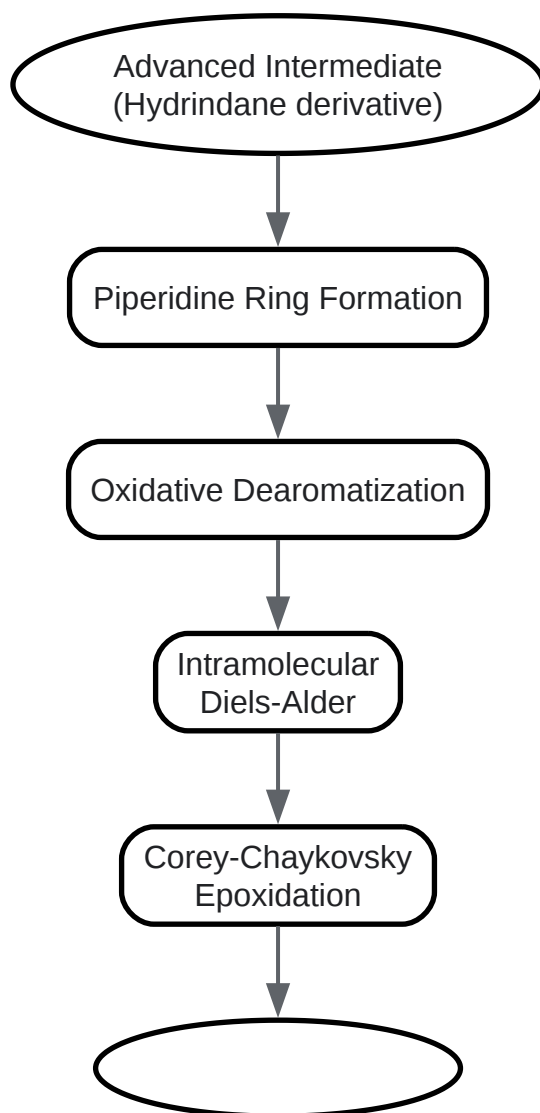 Advanced Intermediate
(Hydrindane derivative)
Piperidine Ring Formation
Oxidative Dearomatization
Intramolecular
Diels-Alder
Corey-Chaykovsky
Epoxidation